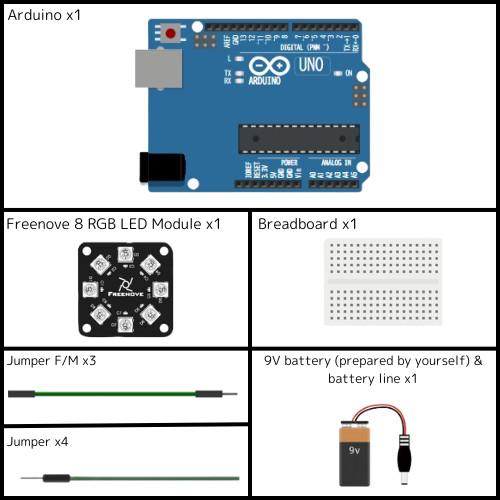 Arduino x1
AREF
GND
13
12
~11
~10
~9
8
7
~6
~5
4
~3
2
TX→1
RX←0
DIGITAL (PWM ~)
L
TX
RX
UNO
ON
ARDUINO
POWER
ANALOG IN
IOREF
RESET
3.3V
5V
GND
GND
Vin
A0
A1
A2
A3
A4
A5
Freenove 8 RGB LED Module x1
FREENOVE
Breadboard x1
Jumper F/M x3
Jumper x4
9V battery (prepared by yourself) &
battery line x1
9v